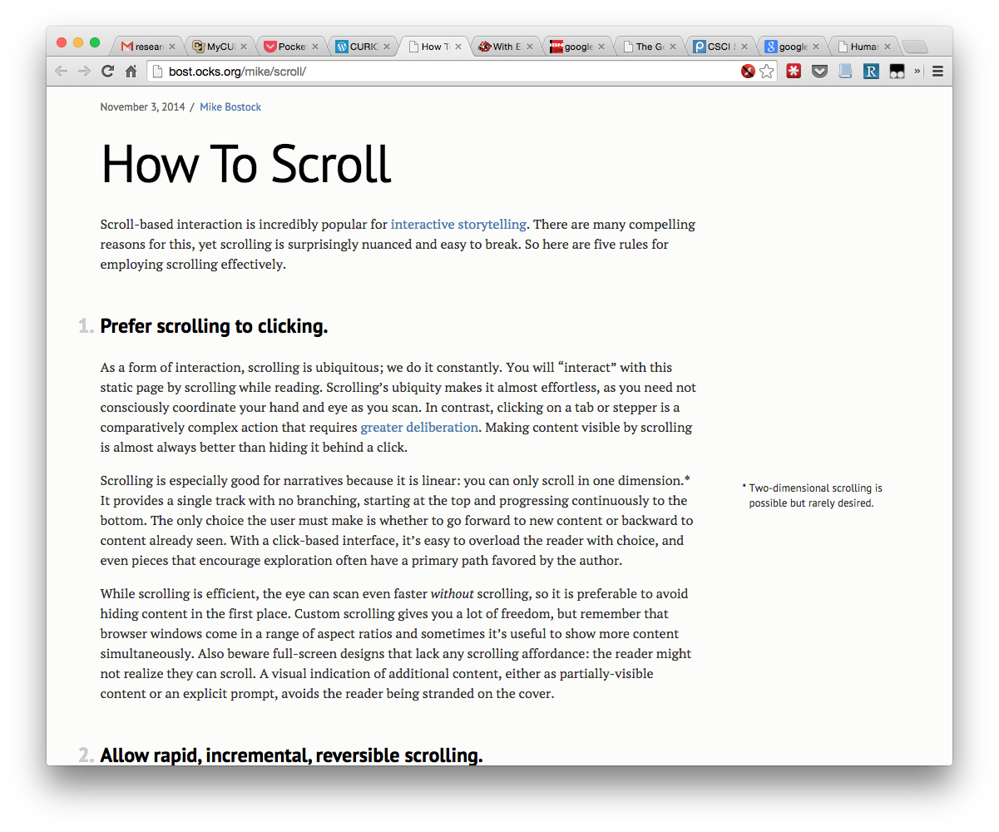 resear
MyCU
Pocke
CURIC
How To
With E
google
The Ge
CSCI
google
Human
bost.ocks.org/mike/scroll/
R
»
November 3, 2014 / Mike Bostock
How To Scroll
Scroll-based interaction is incredibly popular for interactive storytelling. There are many compelling
reasons for this, yet scrolling is surprisingly nuanced and easy to break. So here are five rules for
employing scrolling effectively.
1. Prefer scrolling to clicking.
As a form of interaction, scrolling is ubiquitous; we do it constantly. You will “interact” with this
static page by scrolling while reading. Scrolling’s ubiquity makes it almost effortless, as you need not
consciously coordinate your hand and eye as you scan. In contrast, clicking on a tab or stepper is a
comparatively complex action that requires greater deliberation. Making content visible by scrolling
is almost always better than hiding it behind a click.
Scrolling is especially good for narratives because it is linear: you can only scroll in one dimension.*
It provides a single track with no branching, starting at the top and progressing continuously to the
bottom. The only choice the user must make is whether to go forward to new content or backward to
content already seen. With a click-based interface, it’s easy to overload the reader with choice, and
even pieces that encourage exploration often have a primary path favored by the author.
* Two-dimensional scrolling is
possible but rarely desired.
While scrolling is efficient, the eye can scan even faster without scrolling, so it is preferable to avoid
hiding content in the first place. Custom scrolling gives you a lot of freedom, but remember that
browser windows come in a range of aspect ratios and sometimes it’s useful to show more content
simultaneously. Also beware full-screen designs that lack any scrolling affordance: the reader might
not realize they can scroll. A visual indication of additional content, either as partially-visible
content or an explicit prompt, avoids the reader being stranded on the cover.
2. Allow rapid, incremental, reversible scrolling.